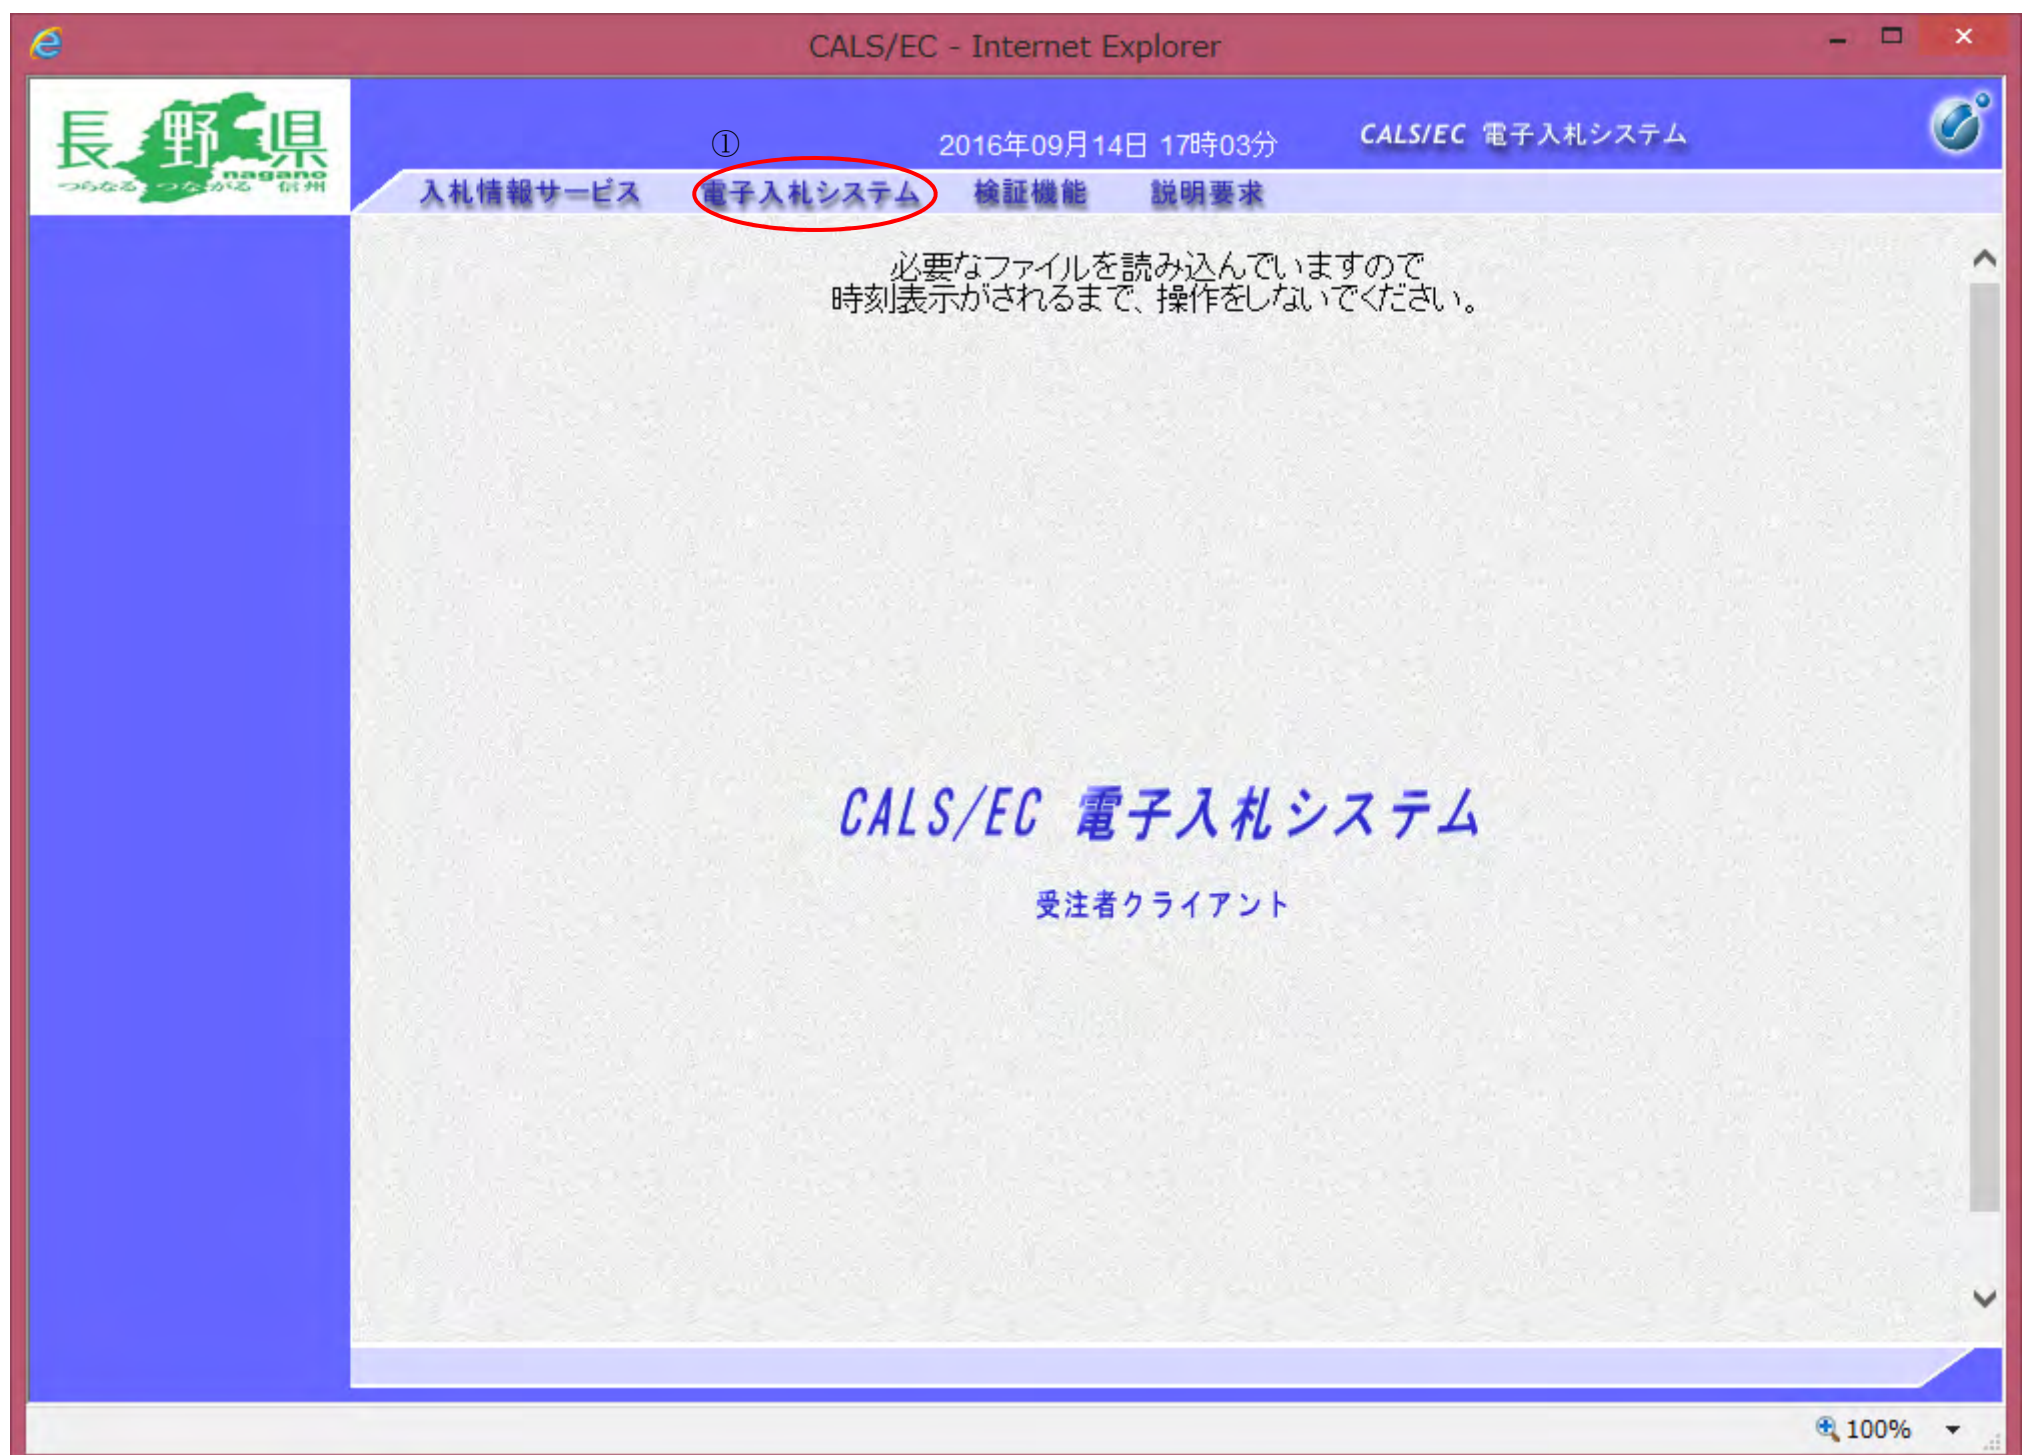 CALS/EC - Internet Explorer
長野県
nagano
つらなる つながる 信州
①
2016年09月14日 17時03分
CALS/EC 電子入札システム
入札情報サービス 電子入札システム 検証機能 説明要求
必要なファイルを読み込んでいますので
時刻表示がされるまで、操作をしないでください。
CALS/EC 電子入札システム
受注者クライアント
100%